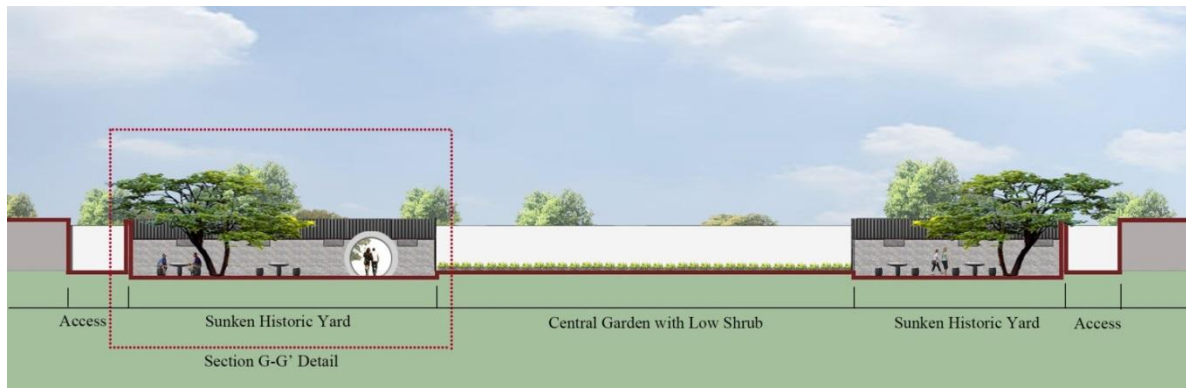 Access
Sunken Historic Yard
Central Garden with Low Shrub
Sunken Historic Yard
Access
Section G-G’ Detail